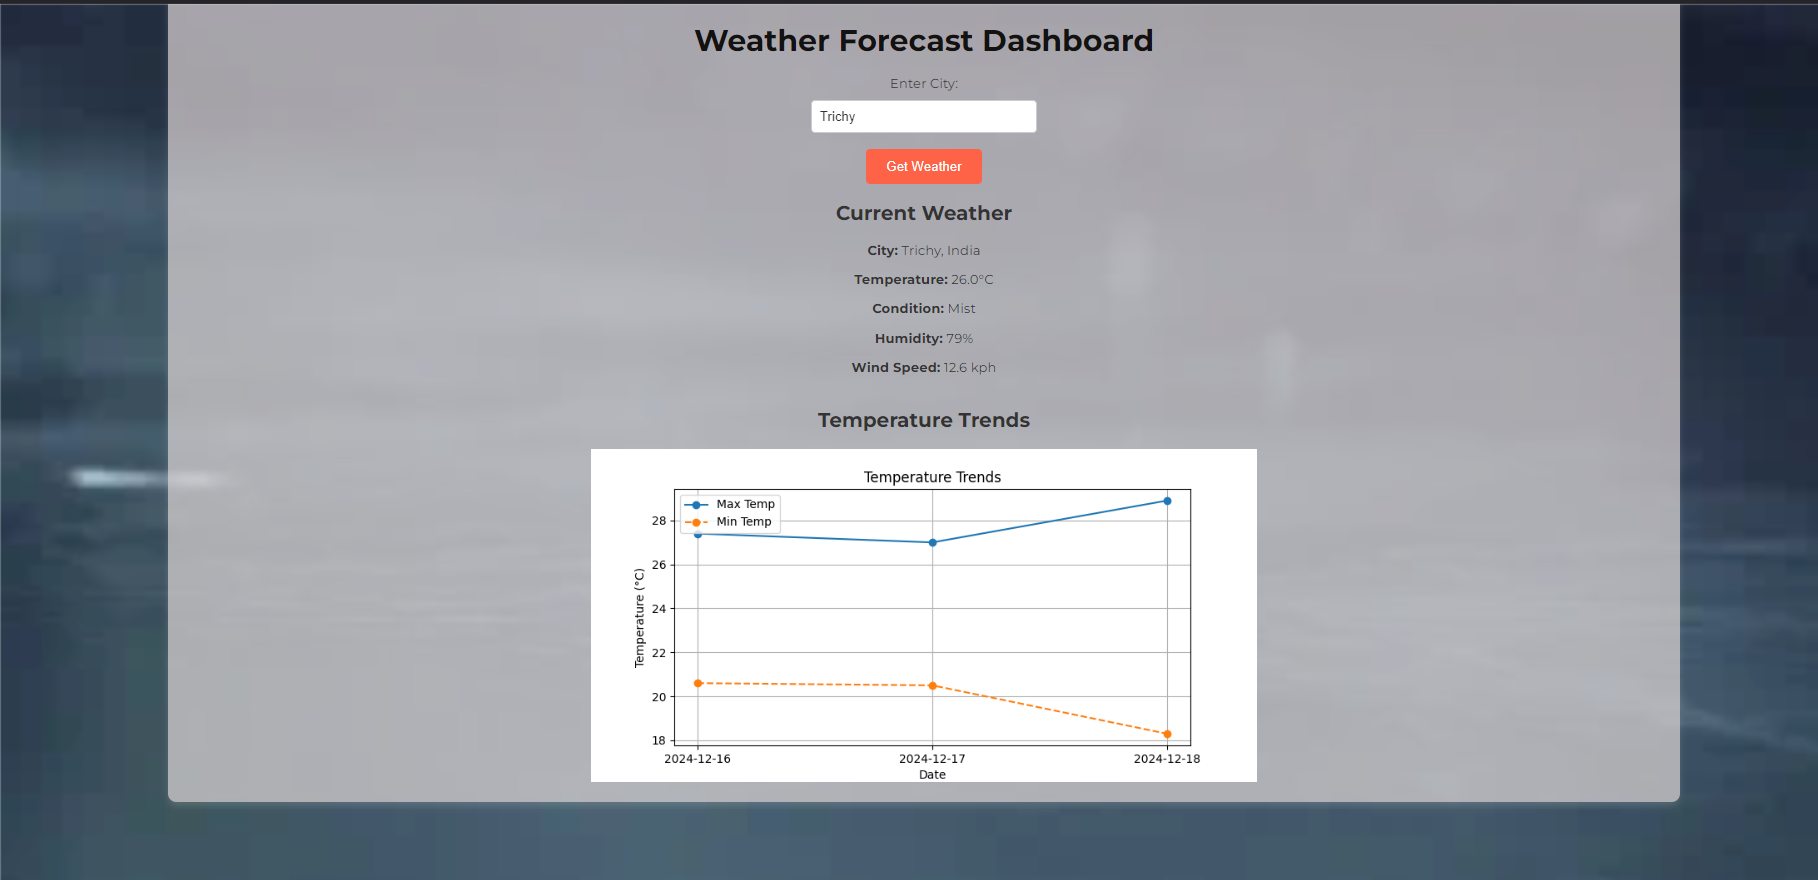 Weather Forecast Dashboard
Enter City:
Trichy
Get Weather
Current Weather
City: Trichy, India
Temperature: 26.0°C
Condition: Mist
Humidity: 79%
Wind Speed: 12.6 kph
Temperature Trends
Temperature Trends
Max Temp
Min Temp
28
26
24
22
20
18
Temperature (°C)
2024-12-16 2024-12-17 2024-12-18
Date